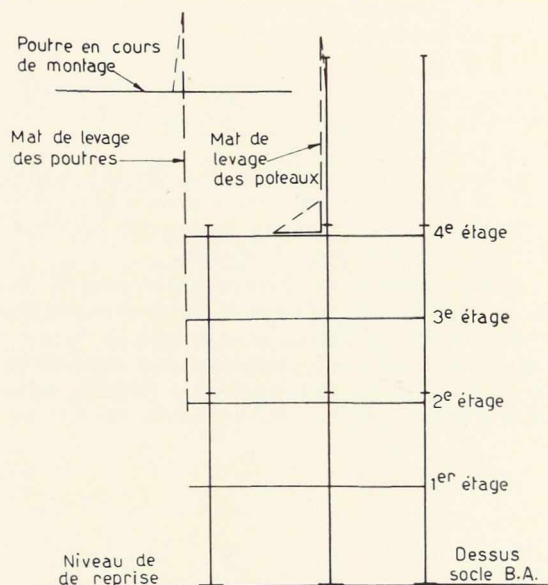 Poutre en cours
de montage
Mat de levage
des poutres
Mat de
levage
des poteaux
4e étage
3e étage
2e étage
1er étage
Niveau de
de reprise
Dessus
socle B.A.